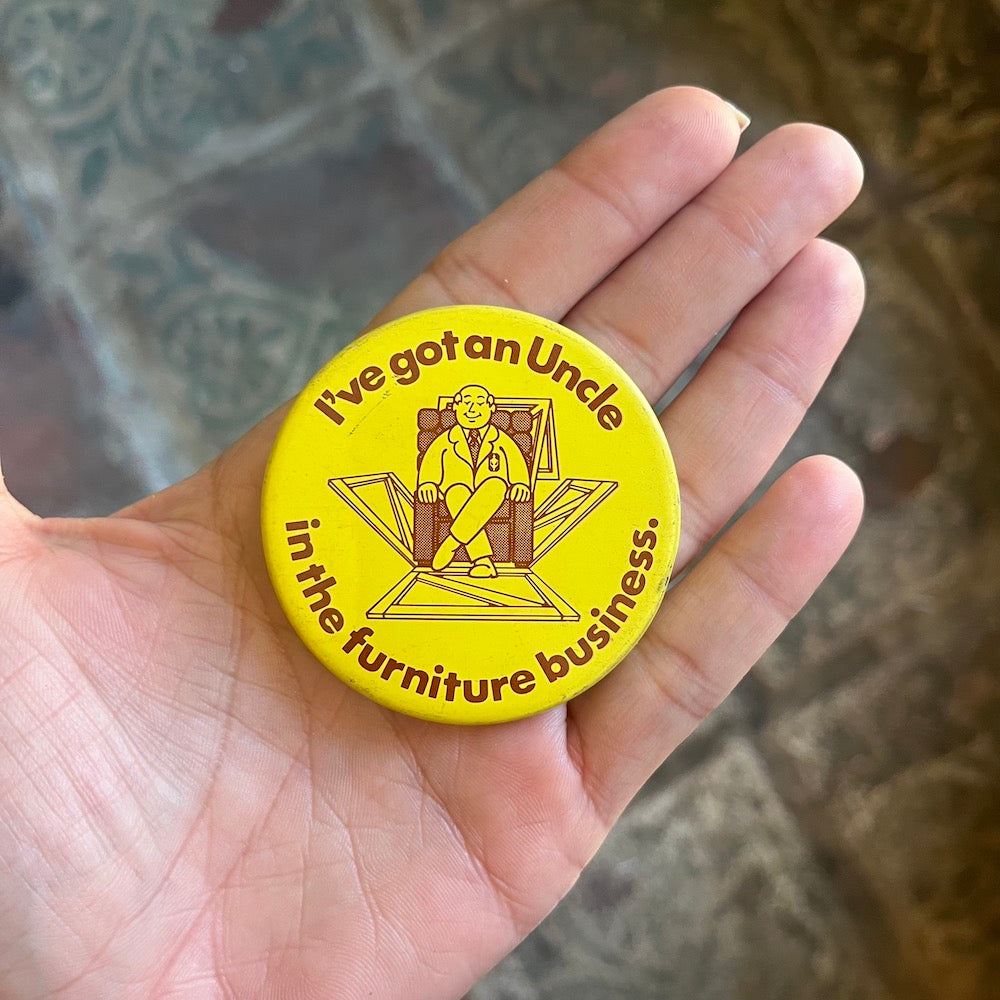 I've got an Uncle
in the furniture business.